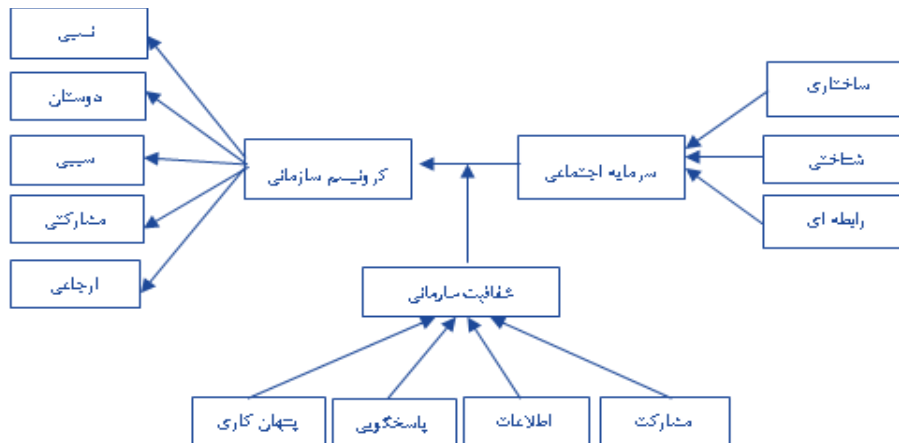 نسبی
دوستان
سببی
مشارکتی
ارجاعی
کرونیسم سازمانی
سرمایه اجتماعی
ساختاری
شناختی
رابطه ای
شفافیت سازمانی
پنهان کاری
پاسخگویی
اطلاعات
مشارکت